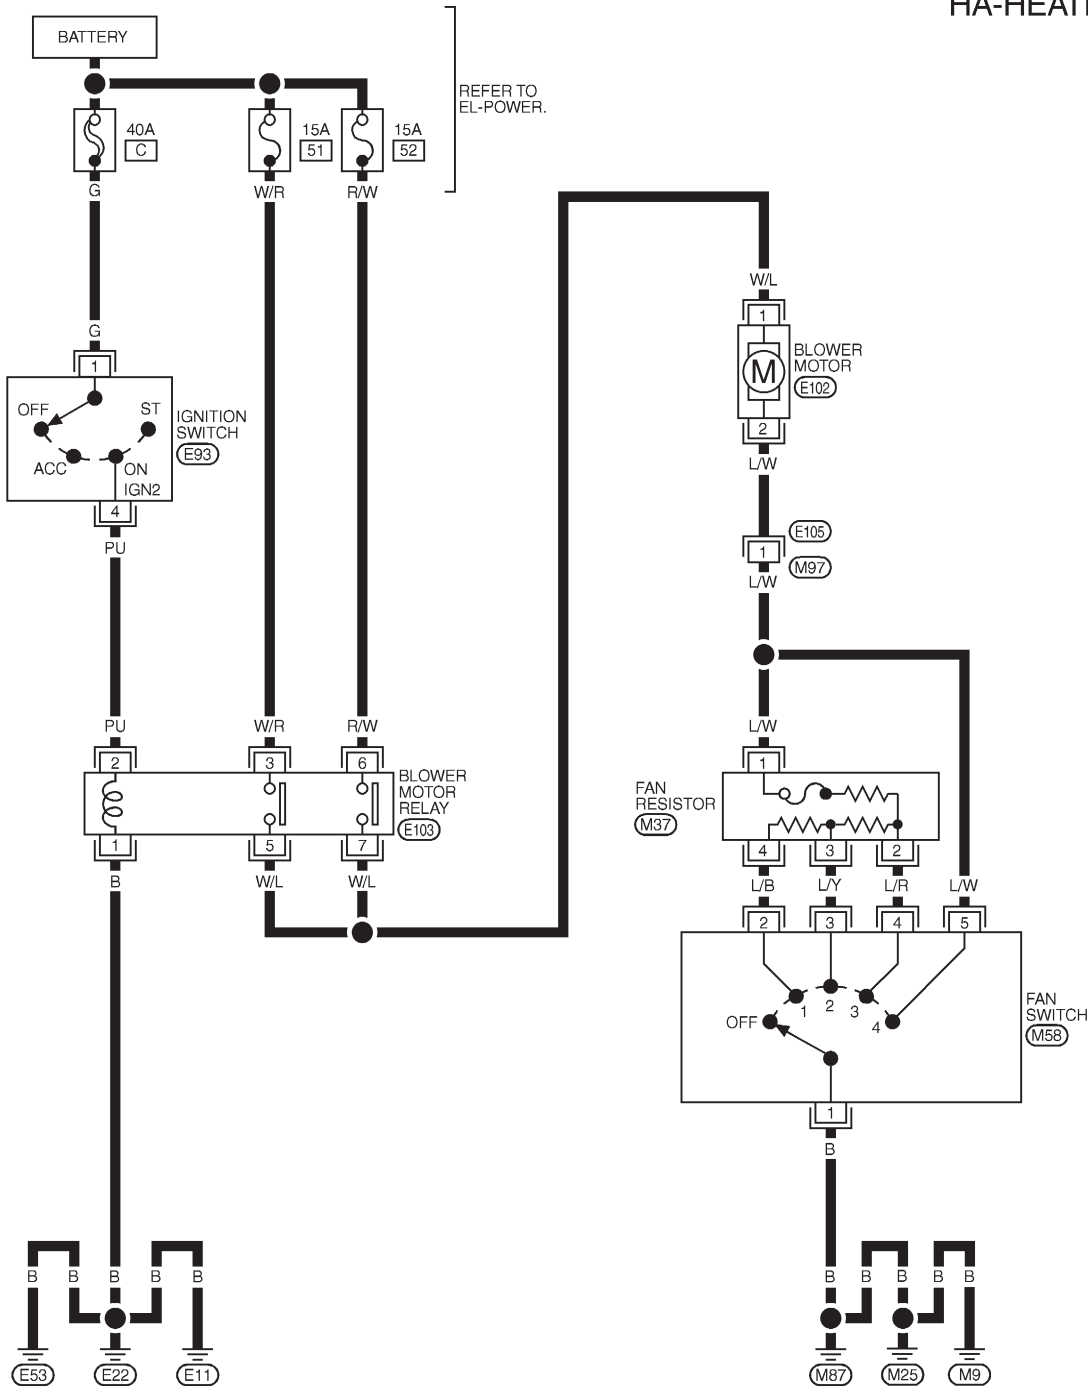 HA-HEATI
BATTERY
REFER TO
EL-POWER.
40A
C
15A
51
15A
52
G
W/R
R/W
W/L
G
1
1
BLOWER
MOTOR
E102
M
OFF
ST
IGNITION
SWITCH
E93
ACC
ON
IGN2
2
4
L/W
PU
E105
1
M97
L/W
PU
W/R
R/W
L/W
2
3
6
1
BLOWER
MOTOR
RELAY
E103
FAN
RESISTOR
M37
1
5
7
4
3
2
B
W/L
W/L
L/B
L/Y
L/R
L/W
2
3
4
5
1
2
3
4
OFF
FAN
SWITCH
M58
1
B
B
B
B
B
B
B
B
B
B
B
E53
E22
E11
M87
M25
M9